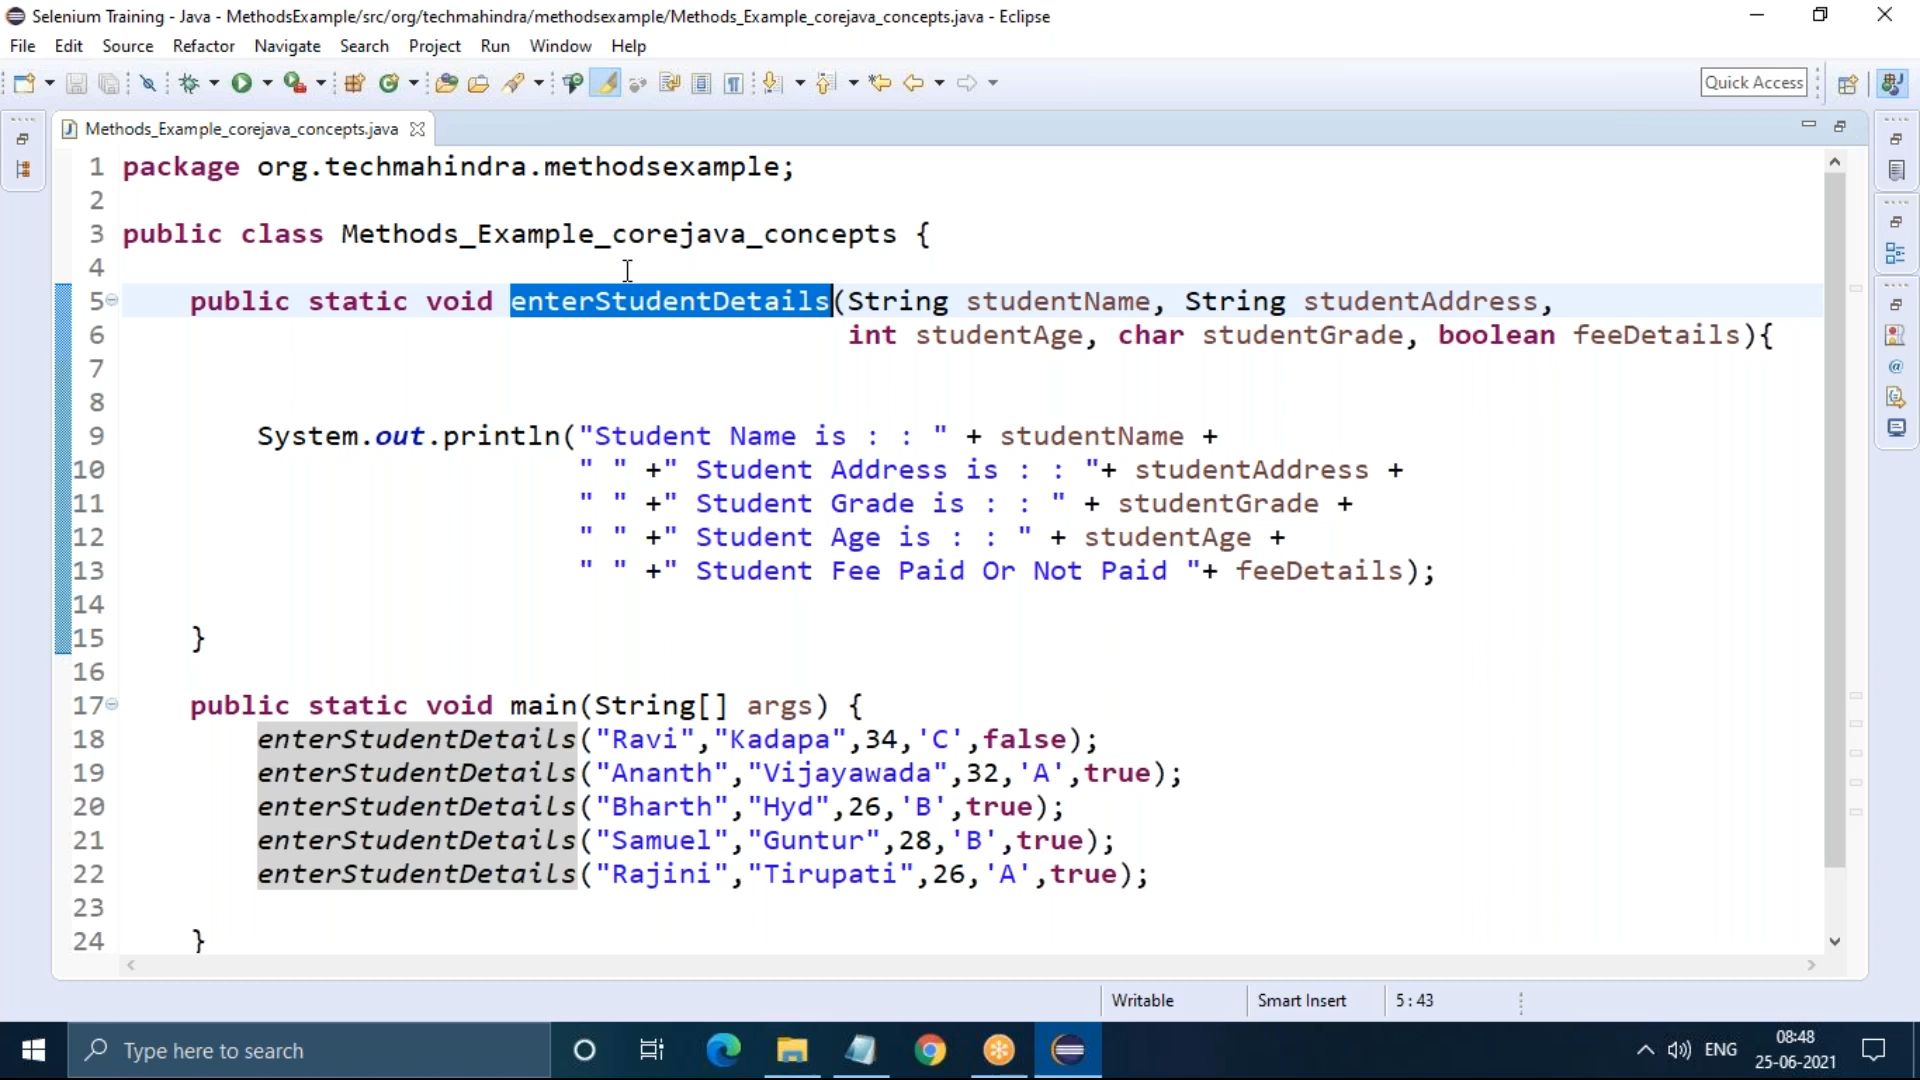 Selenium Training - Java - MethodsExample/src/org/techmahindra/methodsexample/Methods_Example_corejava_concepts.java - Eclipse
File Edit Source Refactor Navigate Search Project Run Window Help
Quick Access
Methods_Example_corejava_concepts.java
1 package org.techmahindra.methodsexample;
2
3 public class Methods_Example_corejava_concepts {
4
5 public static void enterStudentDetails(String studentName, String studentAddress,
6 int studentAge, char studentGrade, boolean feeDetails){
7
8
9 System.out.println("Student Name is : : " + studentName +
10 " " +" Student Address is : : "+ studentAddress +
11 " " +" Student Grade is : : " + studentGrade +
12 " " +" Student Age is : : " + studentAge +
13 " " +" Student Fee Paid Or Not Paid "+ feeDetails);
14
15 }
16
17 public static void main(String[] args) {
18 enterStudentDetails("Ravi","Kadapa",34,'C',false);
19 enterStudentDetails("Ananth","Vijayawada",32,'A',true);
20 enterStudentDetails("Bharth","Hyd",26,'B',true);
21 enterStudentDetails("Samuel","Guntur",28,'B',true);
22 enterStudentDetails("Rajini","Tirupati",26,'A',true);
23
24 }
Writable Smart Insert 5 : 43
Type here to search
ENG
08:48
25-06-2021